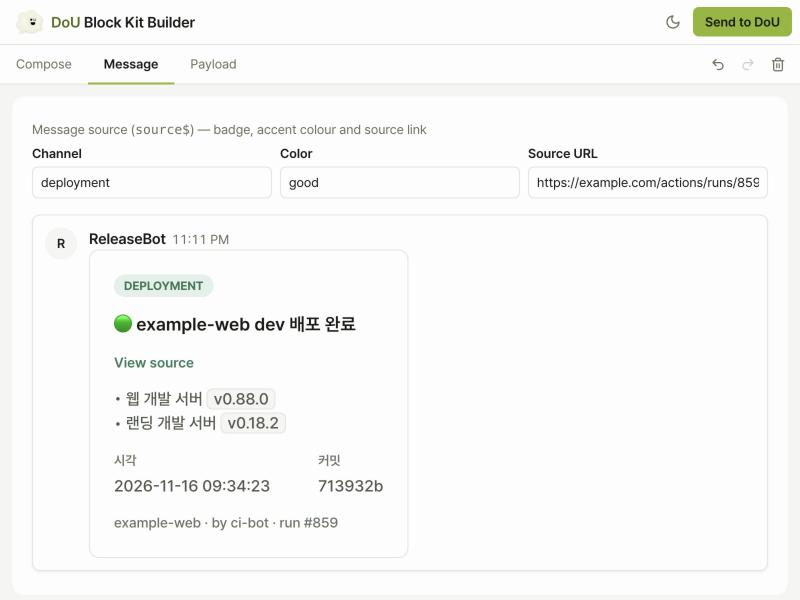 DoU Block Kit Builder
Send to DoU
Compose
Message
Payload
Message source (source$) — badge, accent colour and source link
Channel
Color
Source URL
deployment
good
https://example.com/actions/runs/859
R
ReleaseBot 11:11 PM
DEPLOYMENT
example-web dev 배포 완료
View source
• 웹 개발 서버 v0.88.0
• 랜딩 개발 서버 v0.18.2
시각
커밋
2026-11-16 09:34:23
713932b
example-web · by ci-bot · run #859